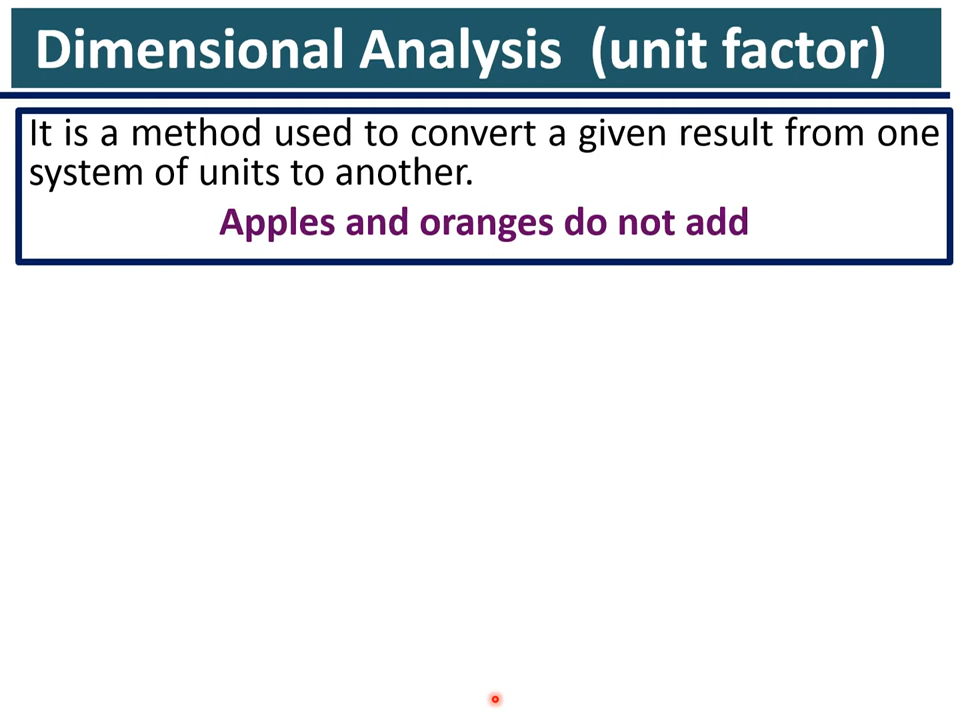 Dimensional Analysis (unit factor)
It is a method used to convert a given result from one
system of units to another.
Apples and oranges do not add